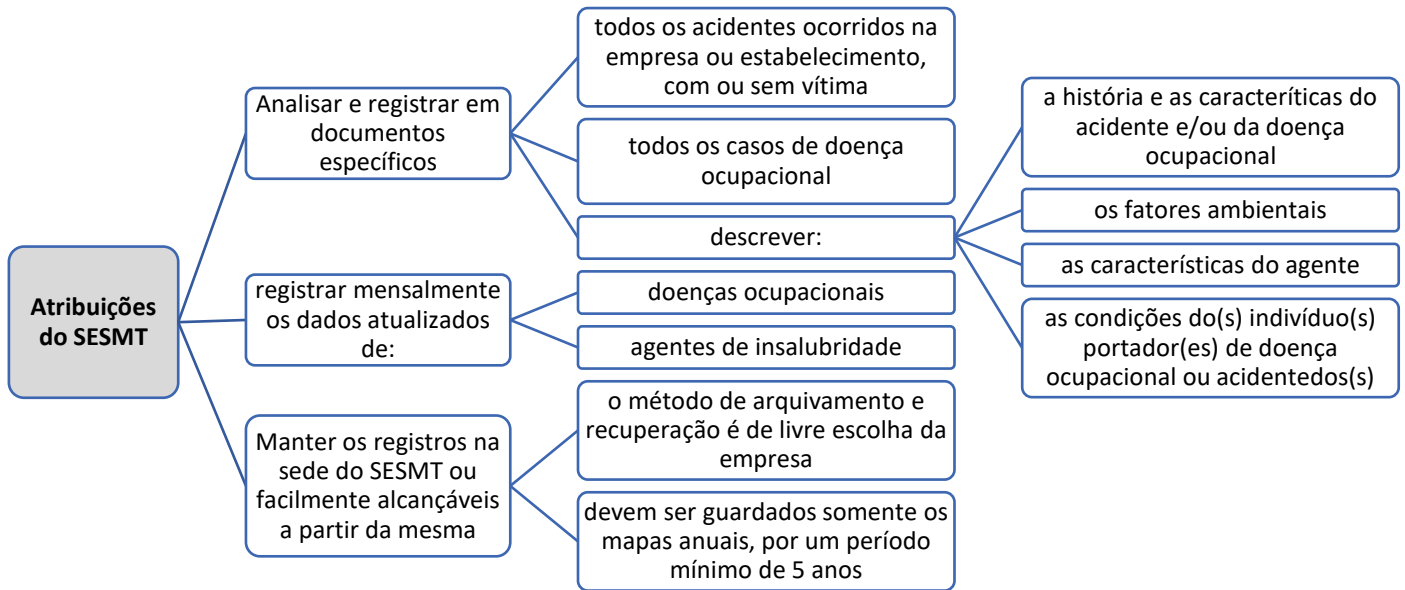 Atribuições
do SESMT
Analisar e registrar em
documentos
específicos
todos os acidentes ocorridos na
empresa ou estabelecimento,
com ou sem vítima
todos os casos de doença
ocupacional
descrever:
a história e as caracteríticas do
acidente e/ou da doença
ocupacional
os fatores ambientais
as características do agente
as condições do(s) indivíduo(s)
portador(es) de doença
ocupacional ou acidentedos(s)
registrar mensalmente
os dados atualizados
de:
doenças ocupacionais
agentes de insalubridade
Manter os registros na
sede do SESMT ou
facilmente alcançáveis
a partir da mesma
o método de arquivamento e
recuperação é de livre escolha da
empresa
devem ser guardados somente os
mapas anuais, por um período
mínimo de 5 anos